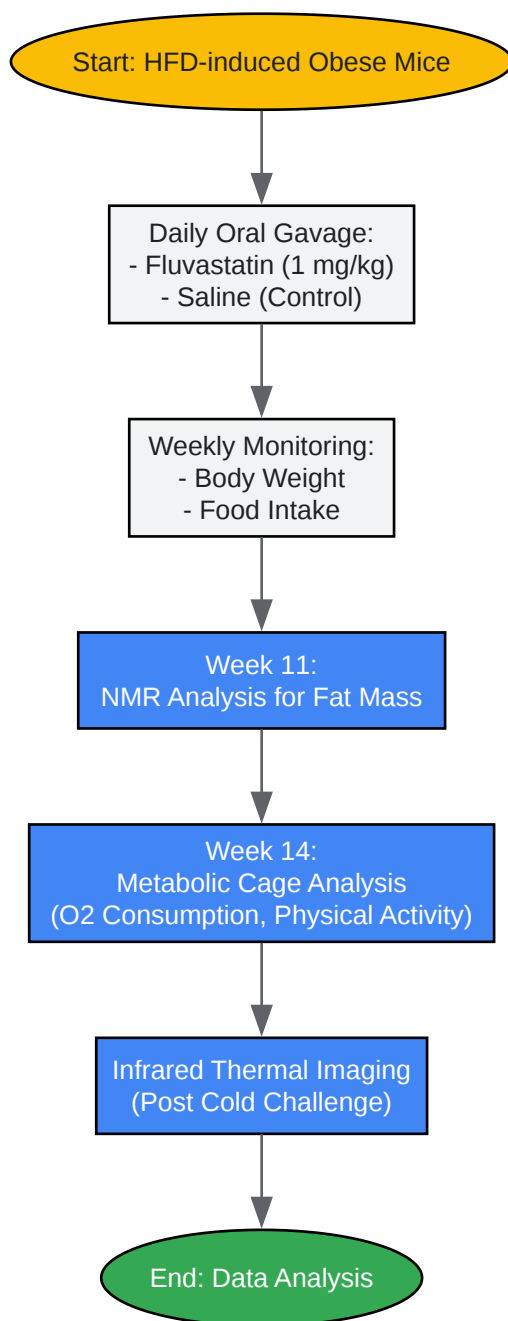 Start: HFD-induced Obese Mice
Daily Oral Gavage:
- Fluvastatin (1 mg/kg)
- Saline (Control)
Weekly Monitoring:
- Body Weight
- Food Intake
Week 11:
NMR Analysis for Fat Mass
Week 14:
Metabolic Cage Analysis
(O2 Consumption, Physical Activity)
Infrared Thermal Imaging
(Post Cold Challenge)
End: Data Analysis